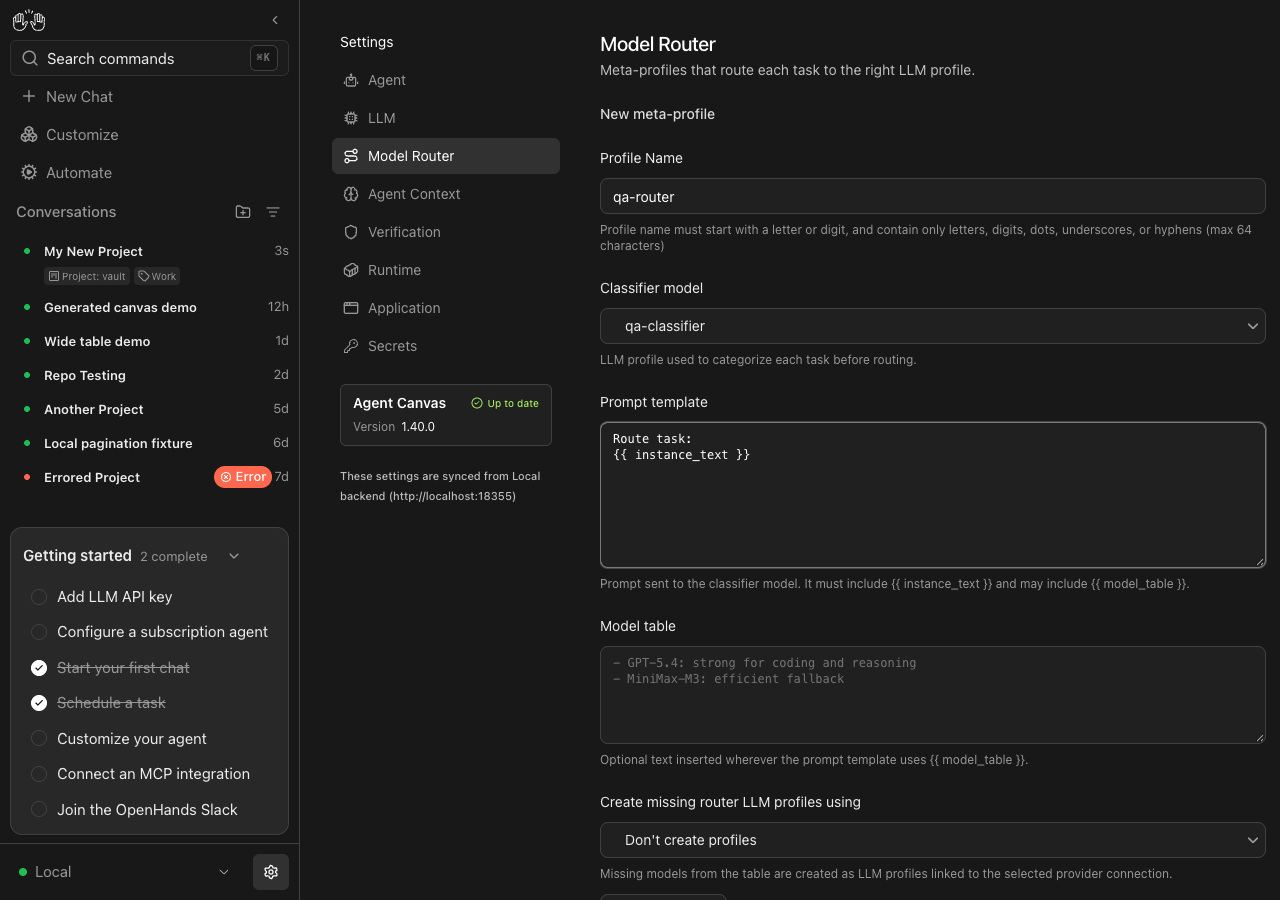 Search commands
⌘K
New Chat
Customize
Automate
Conversations
My New Project
3s
Project: vault
Work
Generated canvas demo
12h
Wide table demo
1d
Repo Testing
2d
Another Project
5d
Local pagination fixture
6d
Errored Project
Error
7d
Getting started
2 complete
Add LLM API key
Configure a subscription agent
Start your first chat
Schedule a task
Customize your agent
Connect an MCP integration
Join the OpenHands Slack
Local
Settings
Agent
LLM
Model Router
Agent Context
Verification
Runtime
Application
Secrets
Agent Canvas
Up to date
Version 1.40.0
These settings are synced from Local
backend (http://localhost:18355)
Model Router
Meta-profiles that route each task to the right LLM profile.
New meta-profile
Profile Name
qa-router
Profile name must start with a letter or digit, and contain only letters, digits, dots, underscores, or hyphens (max 64
characters)
Classifier model
qa-classifier
LLM profile used to categorize each task before routing.
Prompt template
Route task:
{{ instance_text }}
Prompt sent to the classifier model. It must include {{ instance_text }} and may include {{ model_table }}.
Model table
- GPT-5.4: strong for coding and reasoning
- MiniMax-M3: efficient fallback
Optional text inserted wherever the prompt template uses {{ model_table }}.
Create missing router LLM profiles using
Don't create profiles
Missing models from the table are created as LLM profiles linked to the selected provider connection.